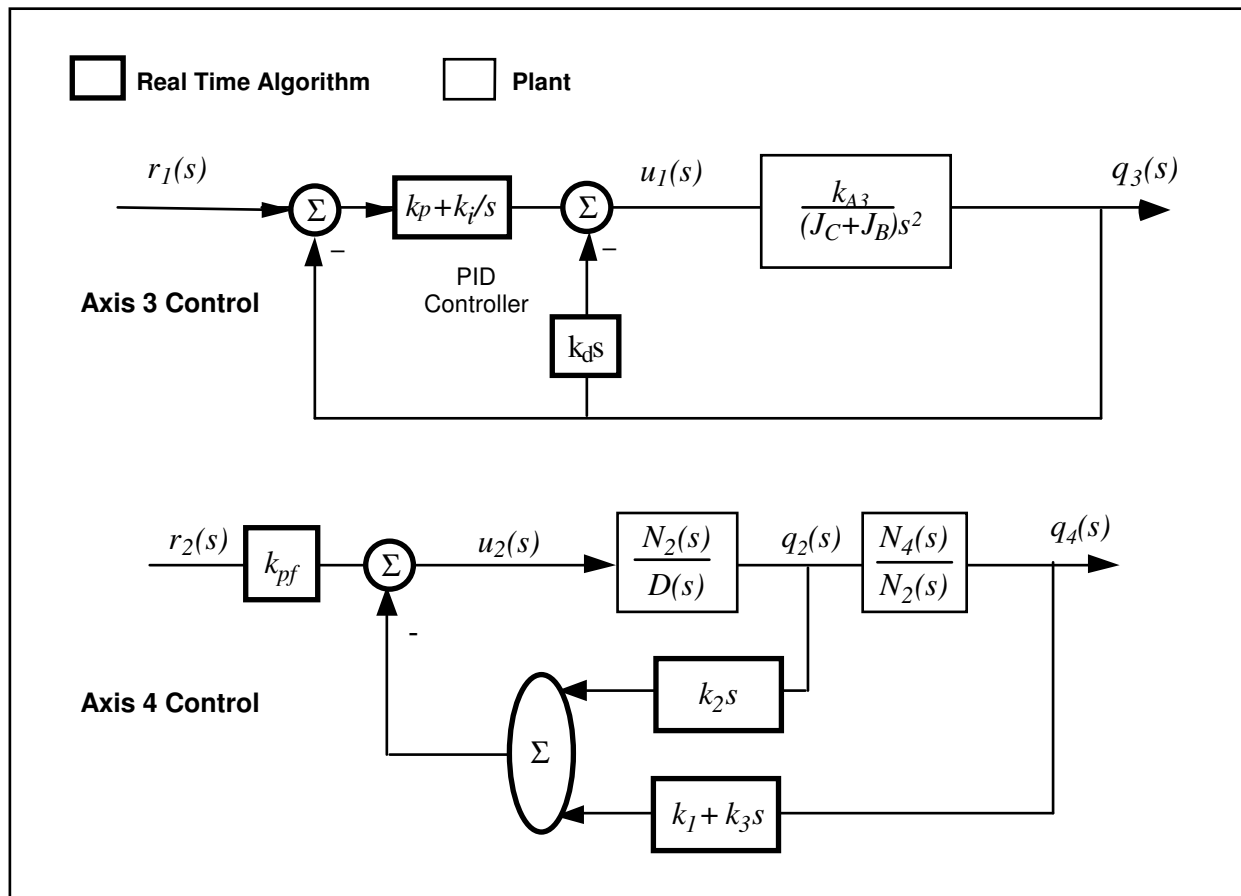 Real Time Algorithm
Plant
r1(s)
Σ
−
kp+ki/s
PID
Controller
Σ
−
kds
u1(s)
kA3
(JC+JB)s2
q3(s)
Axis 3 Control
r2(s)
kpf
Σ
-
u2(s)
N2(s)
D(s)
q2(s)
N4(s)
N2(s)
q4(s)
Axis 4 Control
Σ
k2s
k1+ k3s